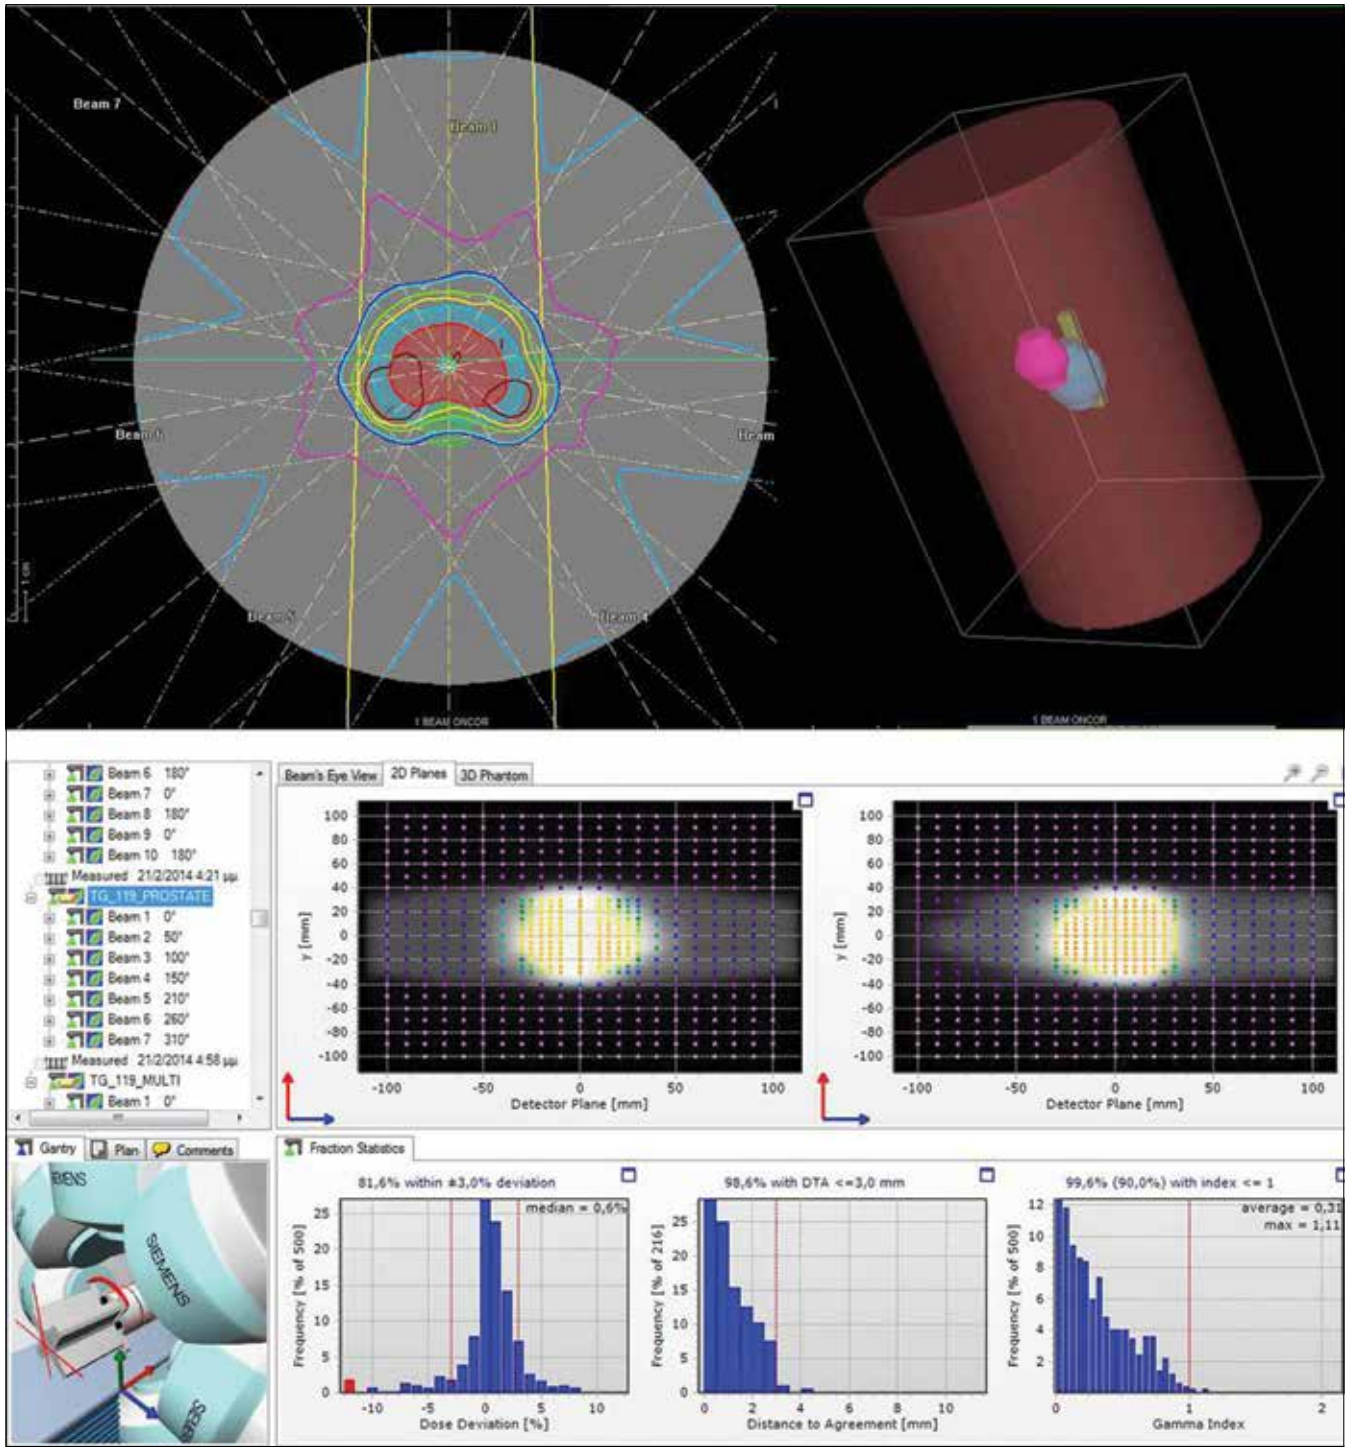 Beam 7
Beam 1
Beam 6
Beam
Beam 5
Beam 4
1 cm
1 BEAM ONCOR
1 BEAM ONCOR
Beam 6 180°
Beam 7 0°
Beam 8 180°
Beam 9 0°
Beam 10 180°
Measured 21/2/2014 4:21 μμ
TG_119_PROSTATE
Beam 1 0°
Beam 2 50°
Beam 3 100°
Beam 4 150°
Beam 5 210°
Beam 6 260°
Beam 7 310°
Measured 21/2/2014 4:58 μμ
TG_119_MULTI
Beam 1 0°
Beam's Eye View 2D Planes 3D Phantom
100
80
60
40
20
0
-20
-40
-60
-80
-100
y [mm]
-100 -50 0 50 100
Detector Plane [mm]
100
80
60
40
20
0
-20
-40
-60
-80
-100
y [mm]
-100 -50 0 50 100
Detector Plane [mm]
Gantry Plan Comments
SIEMENS
SIEMENS
SIEMENS
Fraction Statistics
81,6% within ±3,0% deviation
median = 0,6%
Frequency [% of 500]
25
20
15
10
5
0
-10 -5 0 5 10
Dose Deviation [%]
98,6% with DTA <=3,0 mm
Frequency [% of 216]
25
20
15
10
5
0
0 2 4 6 8 10
Distance to Agreement [mm]
99,6% (90,0%) with index <= 1
average = 0,31
max = 1,11
Frequency [% of 500]
12
10
8
6
4
2
0 1 2
Gamma Index